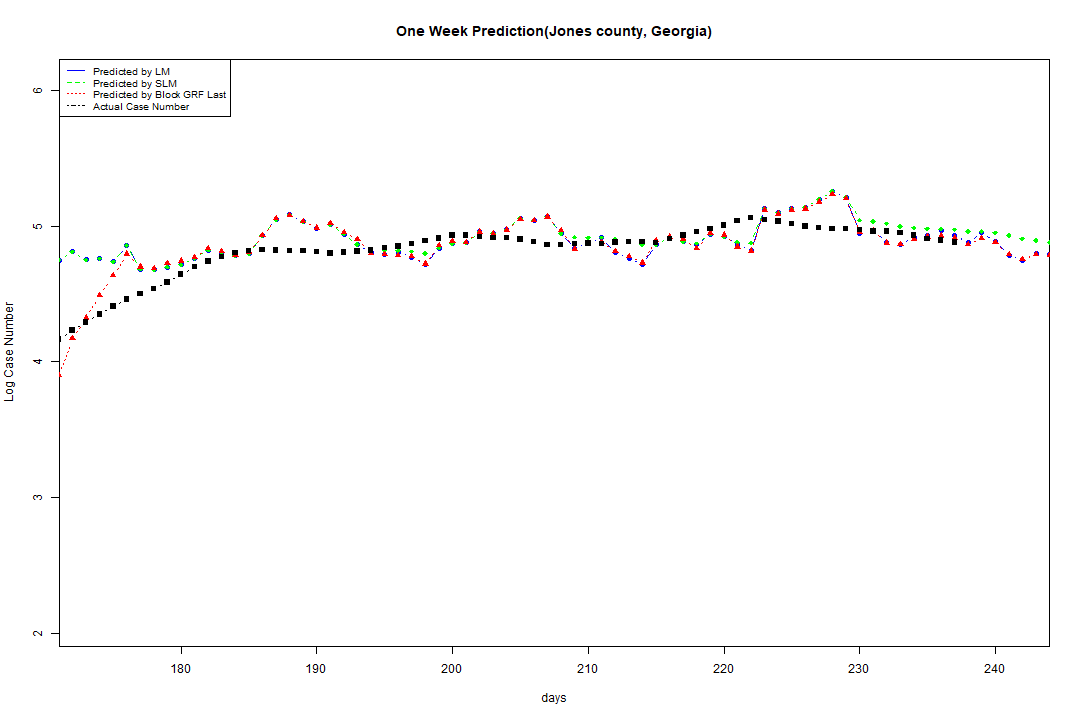 One Week Prediction(Jones county, Georgia)
Predicted by LM
Predicted by SLM
Predicted by Block GRF Last
Actual Case Number
6
5
4
3
2
Log Case Number
180 190 200 210 220 230 240
days